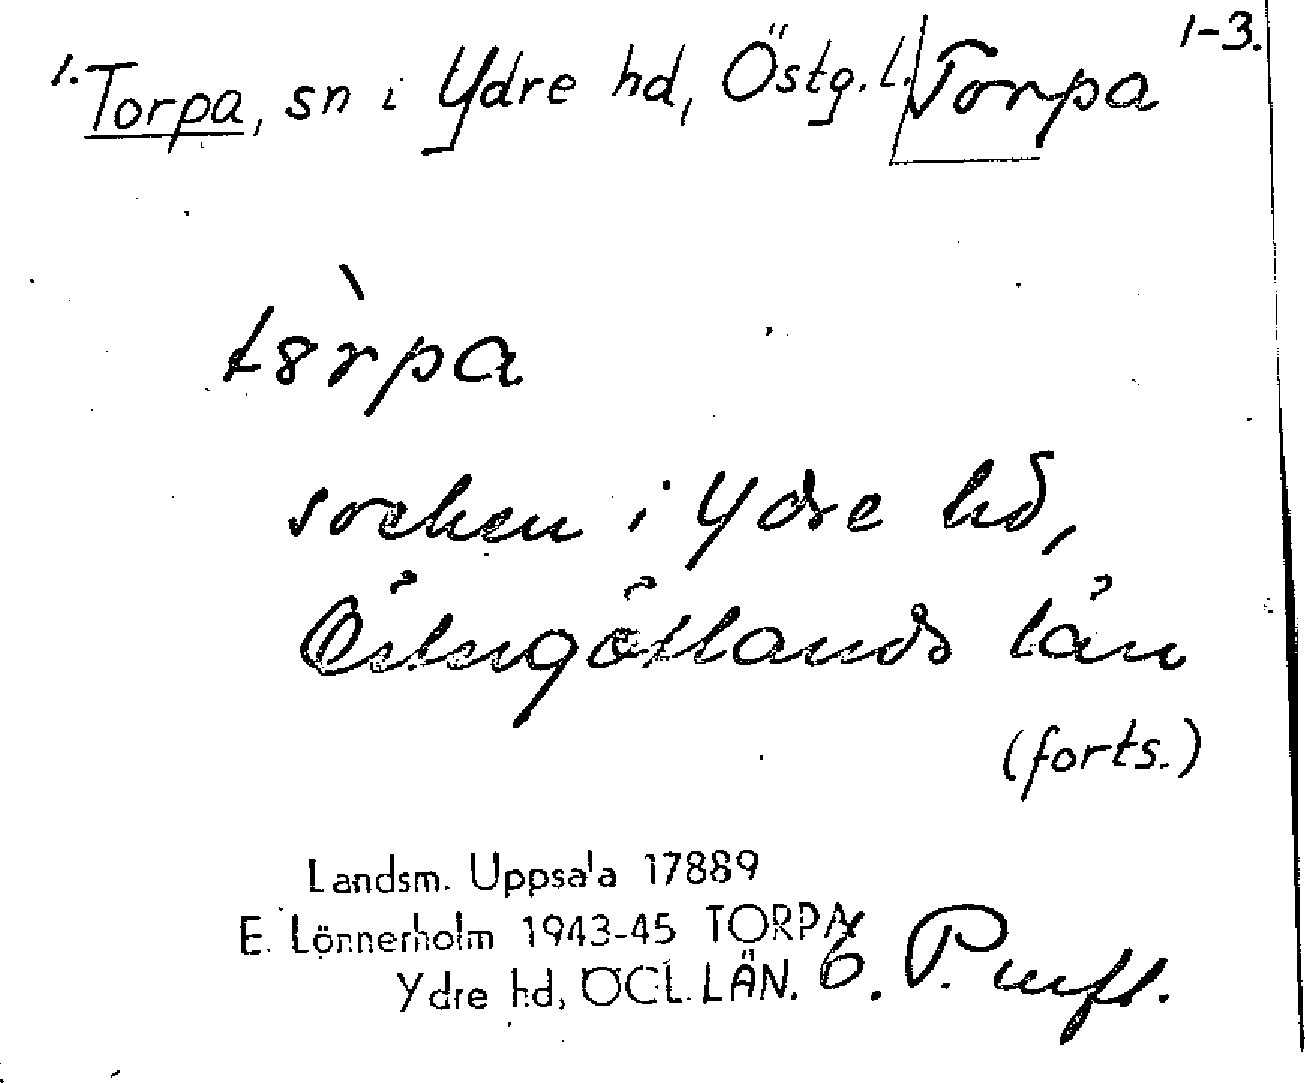 1. Torpa, sn i Ydre hd, Östg. l. Torpa 1-3.
tòrpa
socken i Ydre hd,
Östergötlands län
(forts.)
Landsm. Uppsala 17889
E. Lönnerholm 1943-45 TORPA
Ydre hd, ÖGL. LÄN. 6. P.